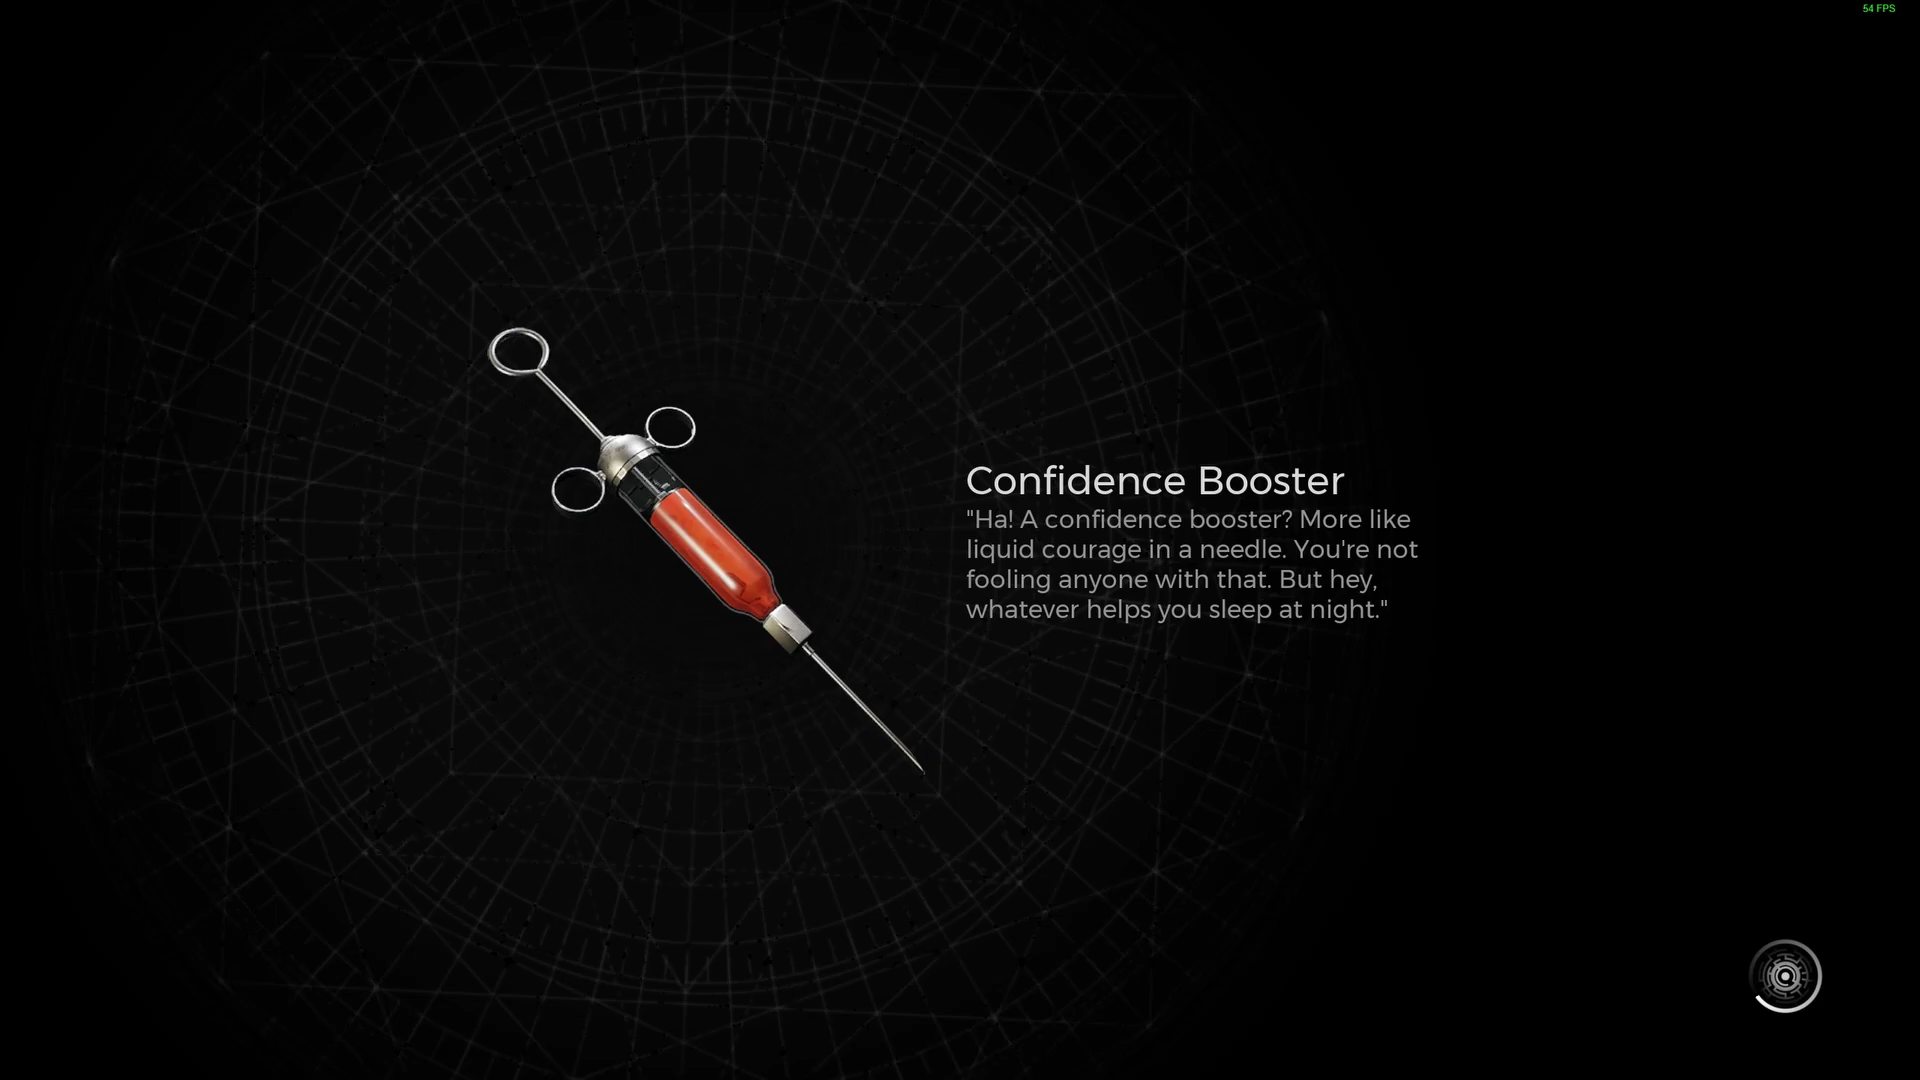 54 FPS
Confidence Booster
"Ha! A confidence booster? More like
liquid courage in a needle. You're not
fooling anyone with that. But hey,
whatever helps you sleep at night."